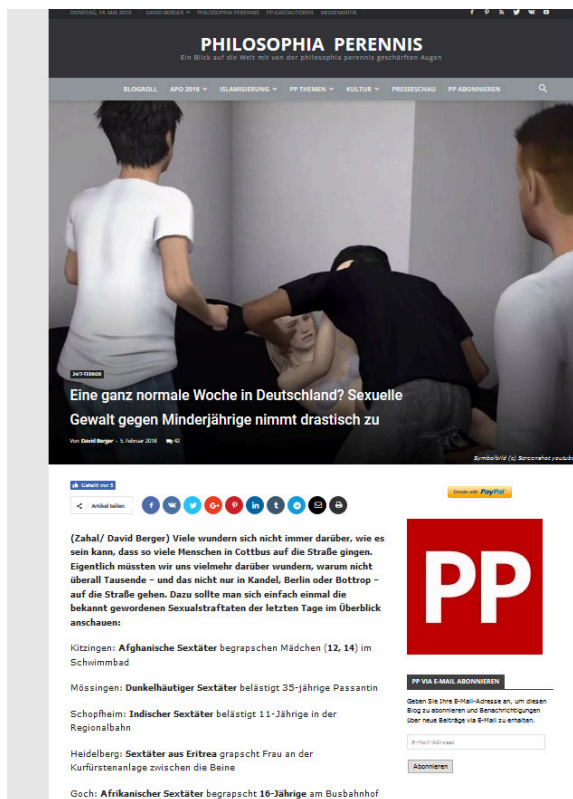 DIENSTAG, 14. MAI 2019 DAVID BERGER PHILOSOPHIA PERENNIS PP-GASTAUTOREN MEDIENKRITIK
PHILOSOPHIA PERENNIS
Ein Blick auf die Welt mit von der philosophia perennis geschärften Augen
BLOGROLL APO 2018 ISLAMISIERUNG PP THEMEN KULTUR PRESSESCHAU PP ABONNIEREN
24/7-TERROR
Eine ganz normale Woche in Deutschland? Sexuelle
Gewalt gegen Minderjährige nimmt drastisch zu
Von David Berger - 5. Februar 2018 42
Symbolbild (c) Screenshot youtube
Gefällt mir 5
Artikel teilen
Donate with PayPal
(Zahal/ David Berger) Viele wundern sich nicht immer darüber, wie es
sein kann, dass so viele Menschen in Cottbus auf die Straße gingen.
Eigentlich müssten wir uns vielmehr darüber wundern, warum nicht
überall Tausende – und das nicht nur in Kandel, Berlin oder Bottrop –
auf die Straße gehen. Dazu sollte man sich einfach einmal die
bekannt gewordenen Sexualstraftaten der letzten Tage im Überblick
anschauen:
Kitzingen: Afghanische Sextäter begrapschen Mädchen (12, 14) im
Schwimmbad
Mössingen: Dunkelhäutiger Sextäter belästigt 35-jährige Passantin
Schopfheim: Indischer Sextäter belästigt 11-Jährige in der
Regionalbahn
Heidelberg: Sextäter aus Eritrea grapscht Frau an der
Kurfürstenanlage zwischen die Beine
Goch: Afrikanischer Sextäter begrapscht 16-Jährige am Busbahnhof
PP
PP VIA E-MAIL ABONNIEREN
Geben Sie Ihre E-Mail-Adresse an, um diesen
Blog zu abonnieren und Benachrichtigungen
über neue Beiträge via E-Mail zu erhalten.
E-Mail-Adresse
Abonnieren